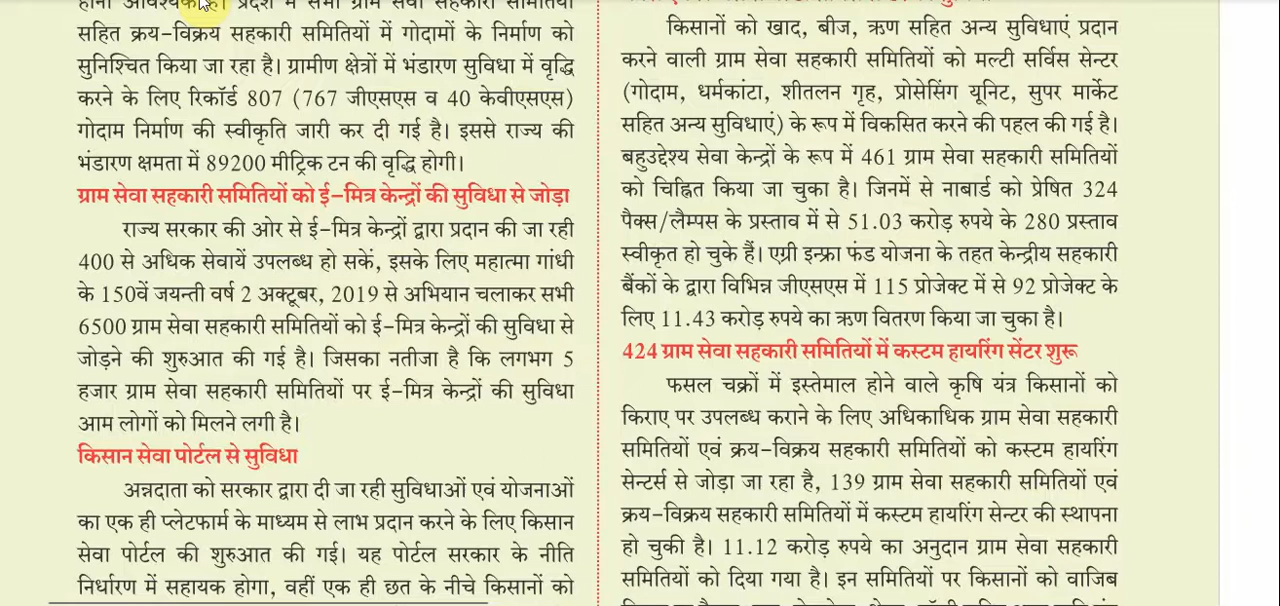 होना आवश्यक है। प्रदेश में सभी ग्राम सेवा सहकारी समितियों
सहित क्रय-विक्रय सहकारी समितियों में गोदामों के निर्माण को
सुनिश्चित किया जा रहा है। ग्रामीण क्षेत्रों में भंडारण सुविधा में वृद्धि
करने के लिए रिकॉर्ड 807 (767 जीएसएस व 40 केवीएसएस)
गोदाम निर्माण की स्वीकृति जारी कर दी गई है। इससे राज्य की
भंडारण क्षमता में 89200 मीट्रिक टन की वृद्धि होगी।
ग्राम सेवा सहकारी समितियों को ई-मित्र केन्द्रों की सुविधा से जोड़ा
राज्य सरकार की ओर से ई-मित्र केन्द्रों द्वारा प्रदान की जा रही
400 से अधिक सेवायें उपलब्ध हो सकें, इसके लिए महात्मा गांधी
के 150वें जयन्ती वर्ष 2 अक्टूबर, 2019 से अभियान चलाकर सभी
6500 ग्राम सेवा सहकारी समितियों को ई-मित्र केन्द्रों की सुविधा से
जोड़ने की शुरुआत की गई है। जिसका नतीजा है कि लगभग 5
हजार ग्राम सेवा सहकारी समितियों पर ई-मित्र केन्द्रों की सुविधा
आम लोगों को मिलने लगी है।
किसान सेवा पोर्टल से सुविधा
अन्नदाता को सरकार द्वारा दी जा रही सुविधाओं एवं योजनाओं
का एक ही प्लेटफार्म के माध्यम से लाभ प्रदान करने के लिए किसान
सेवा पोर्टल की शुरुआत की गई। यह पोर्टल सरकार के नीति
निर्धारण में सहायक होगा, वहीं एक ही छत के नीचे किसानों को
किसानों को खाद, बीज, ऋण सहित अन्य सुविधाएं प्रदान
करने वाली ग्राम सेवा सहकारी समितियों को मल्टी सर्विस सेन्टर
(गोदाम, धर्मकांटा, शीतलन गृह, प्रोसेसिंग यूनिट, सुपर मार्केट
सहित अन्य सुविधाएं) के रूप में विकसित करने की पहल की गई है।
बहुउद्देश्य सेवा केन्द्रों के रूप में 461 ग्राम सेवा सहकारी समितियों
को चिह्नित किया जा चुका है। जिनमें से नाबार्ड को प्रेषित 324
पैक्स/लैम्पस के प्रस्ताव में से 51.03 करोड़ रुपये के 280 प्रस्ताव
स्वीकृत हो चुके हैं। एग्री इन्फ्रा फंड योजना के तहत केन्द्रीय सहकारी
बैंकों के द्वारा विभिन्न जीएसएस में 115 प्रोजेक्ट में से 92 प्रोजेक्ट के
लिए 11.43 करोड़ रुपये का ऋण वितरण किया जा चुका है।
424 ग्राम सेवा सहकारी समितियों में कस्टम हायरिंग सेंटर शुरू
फसल चक्रों में इस्तेमाल होने वाले कृषि यंत्र किसानों को
किराए पर उपलब्ध कराने के लिए अधिकाधिक ग्राम सेवा सहकारी
समितियों एवं क्रय-विक्रय सहकारी समितियों को कस्टम हायरिंग
सेन्टर्स से जोड़ा जा रहा है, 139 ग्राम सेवा सहकारी समितियों एवं
क्रय-विक्रय सहकारी समितियों में कस्टम हायरिंग सेन्टर की स्थापना
हो चुकी है। 11.12 करोड़ रुपये का अनुदान ग्राम सेवा सहकारी
समितियों को दिया गया है। इन समितियों पर किसानों को वाजिब